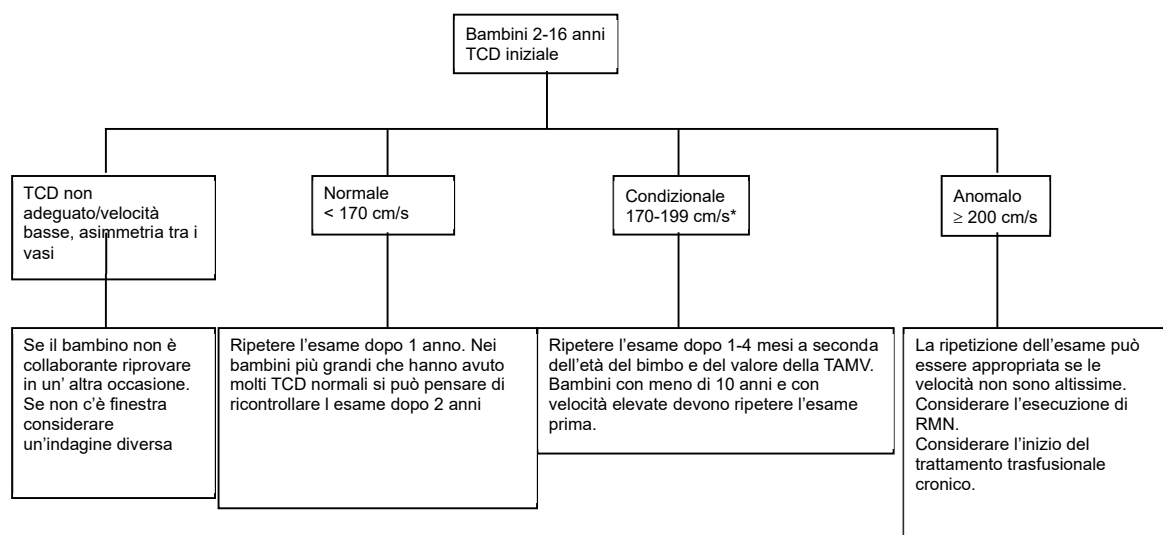 Bambini 2-16 anni
TCD iniziale
TCD non
adeguato/velocità
basse, asimmetria tra i
vasi
Normale
< 170 cm/s
Condizionale
170-199 cm/s*
Anomalo
≥ 200 cm/s
Se il bambino non è
collaborante riprovare
in un' altra occasione.
Se non c'è finestra
considerare
un'indagine diversa
Ripetere l'esame dopo 1 anno. Nei
bambini più grandi che hanno avuto
molti TCD normali si può pensare di
ricontrollare l esame dopo 2 anni
Ripetere l'esame dopo 1-4 mesi a seconda
dell'età del bimbo e del valore della TAMV.
Bambini con meno di 10 anni e con
velocità elevate devono ripetere l'esame
prima.
La ripetizione dell'esame può
essere appropriata se le
velocità non sono altissime.
Considerare l'esecuzione di
RMN.
Considerare l'inizio del
trattamento trasfusionale
cronico.